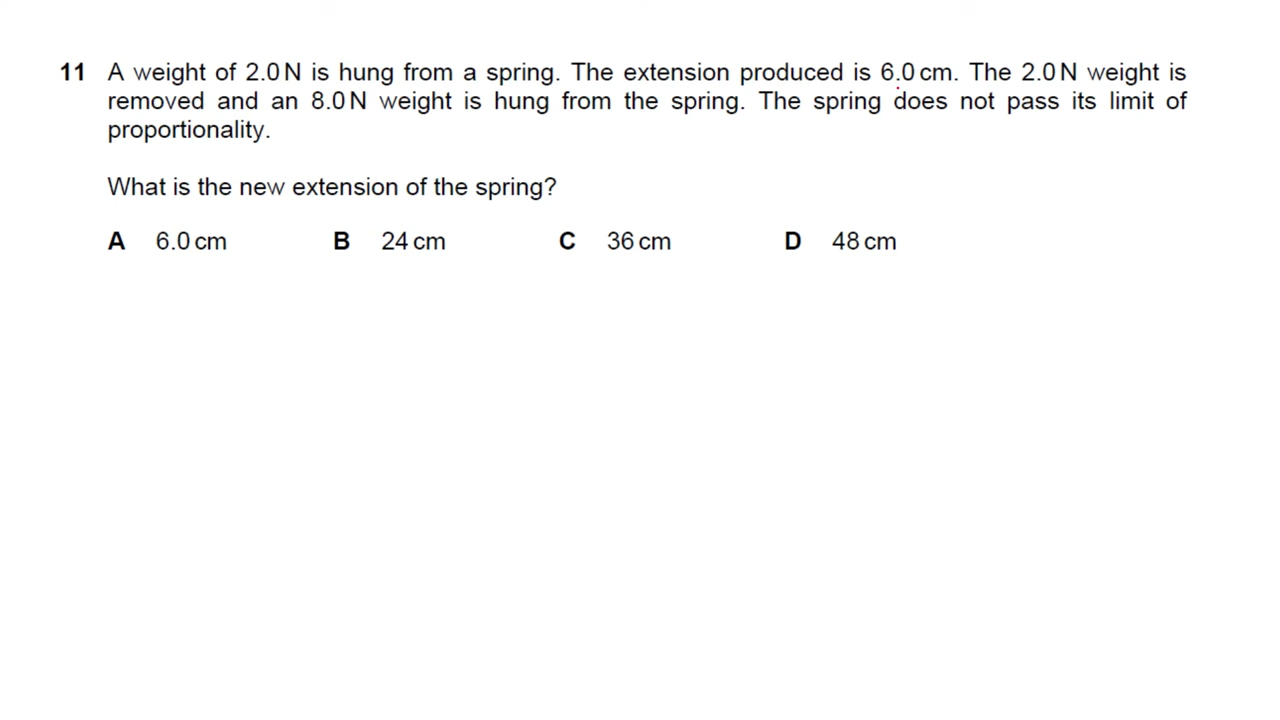 11 A weight of 2.0 N is hung from a spring. The extension produced is 6.0 cm. The 2.0 N weight is
removed and an 8.0 N weight is hung from the spring. The spring does not pass its limit of
proportionality.
What is the new extension of the spring?
A 6.0 cm B 24 cm C 36 cm D 48 cm